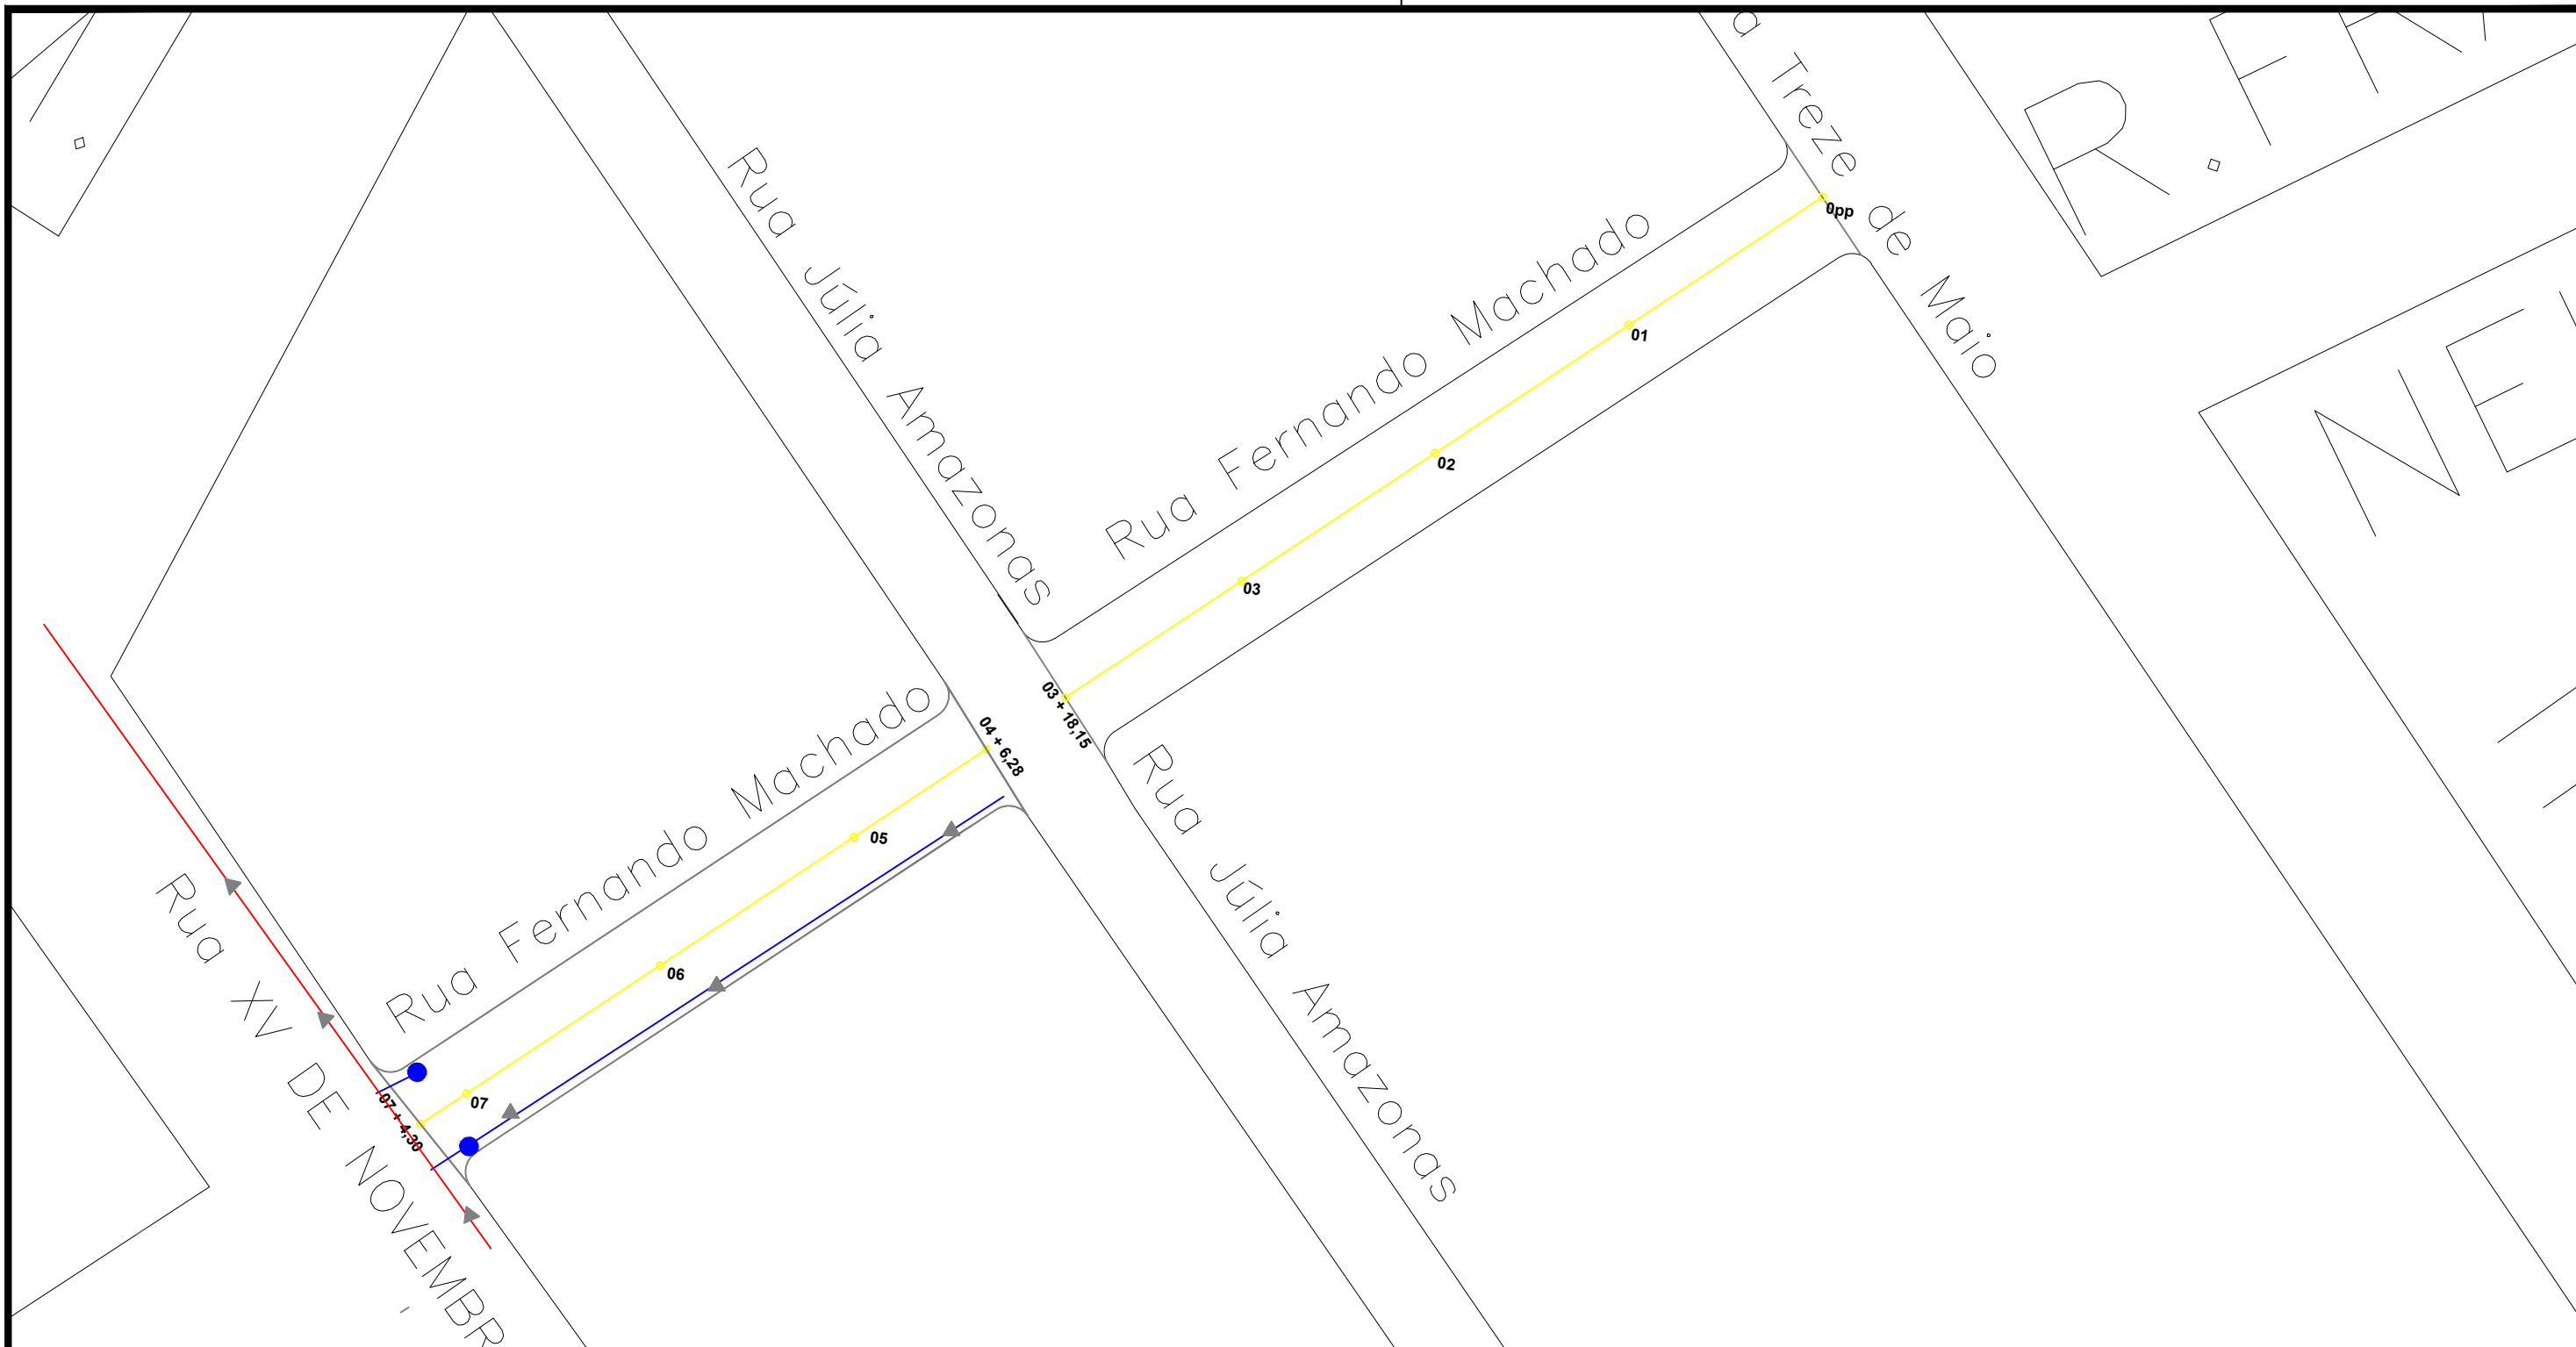 Treze de Maio
R
NE
0pp
Rua Júlia Amazonas
Rua Fernando Machado
01
02
03
03 + 18,15
04 + 6,28
Rua Fernando Machado
Rua Júlia Amazonas
05
06
07
07 + 4,30
Rua XV DE NOVEMBR